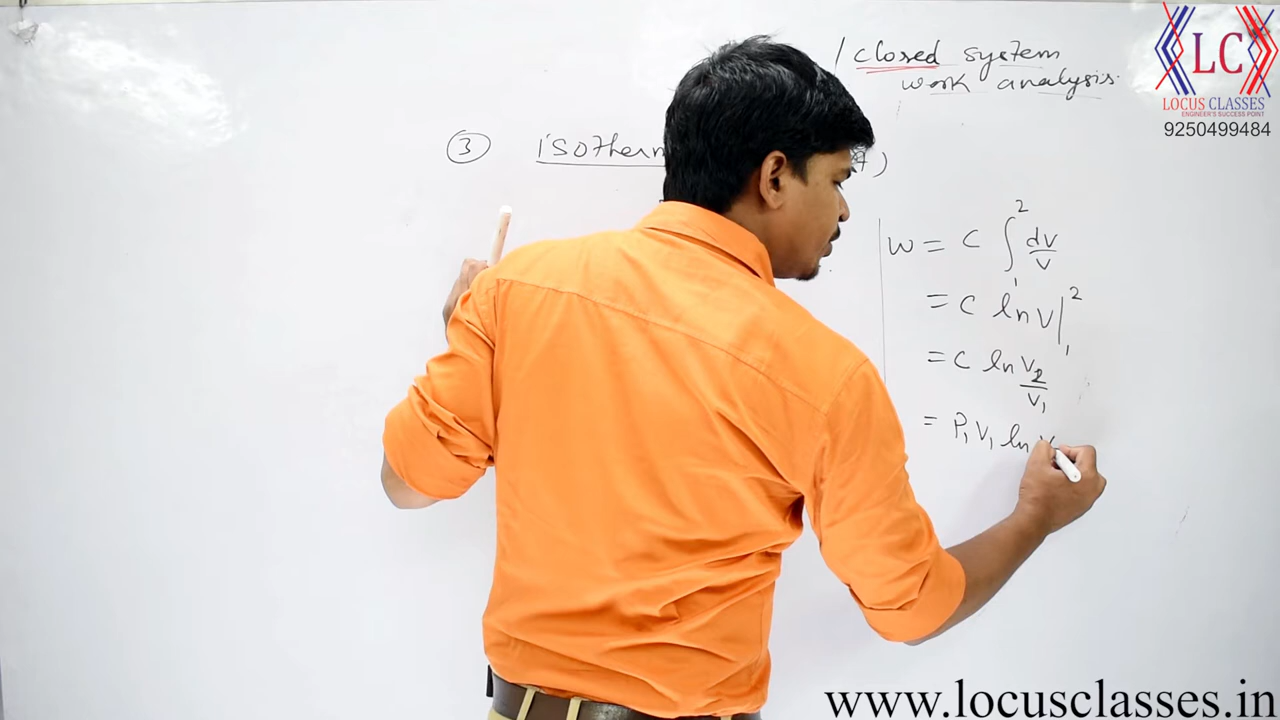 / closed system
work analysis.
LC
LOCUS CLASSES
ENGINEER'S SUCCESS POINT
9250499484
③
W = C ∫₁² dv/v
= C ln V |₁²
= C ln V₂/V₁
= P₁V₁ ln
www.locusclasses.in